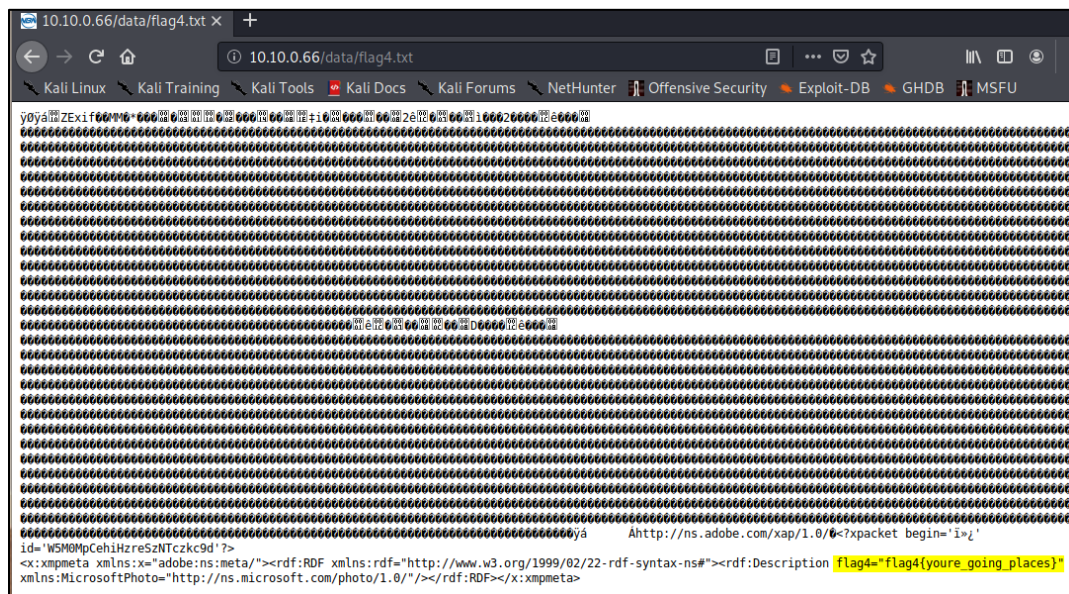 10.10.0.66/data/flag4.txt
10.10.0.66/data/flag4.txt
Kali Linux Kali Training Kali Tools Kali Docs Kali Forums NetHunter Offensive Security Exploit-DB GHDB MSFU
ÿØÿá ZExif MM *
http://ns.adobe.com/xap/1.0/ <?xpacket begin='ï»¿'
id='W5M0MpCehiHzreSzNTczkc9d'?>
<x:xmpmeta xmlns:x="adobe:ns:meta/"><rdf:RDF xmlns:rdf="http://www.w3.org/1999/02/22-rdf-syntax-ns#"><rdf:Description flag4="flag4{youre_going_places}"
xmlns:MicrosoftPhoto="http://ns.microsoft.com/photo/1.0/"/></rdf:RDF></x:xmpmeta>